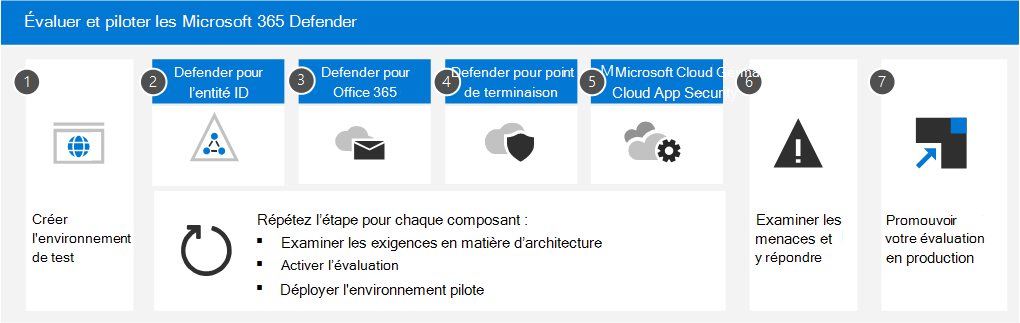 Évaluer et piloter les Microsoft 365 Defender
1
2
Defender pour
l'entité ID
3
Defender pour
Office 365
4
Defender pour point
de terminaison
5
MMicrosoft Cloud Germa
Cloud App Security
6
7
Créer
l'environnement
de test
Répétez l'étape pour chaque composant :
▪ Examiner les exigences en matière d'architecture
▪ Activer l'évaluation
▪ Déployer l'environnement pilote
Examiner les
menaces et
y répondre
Promouvoir
votre évaluation
en production